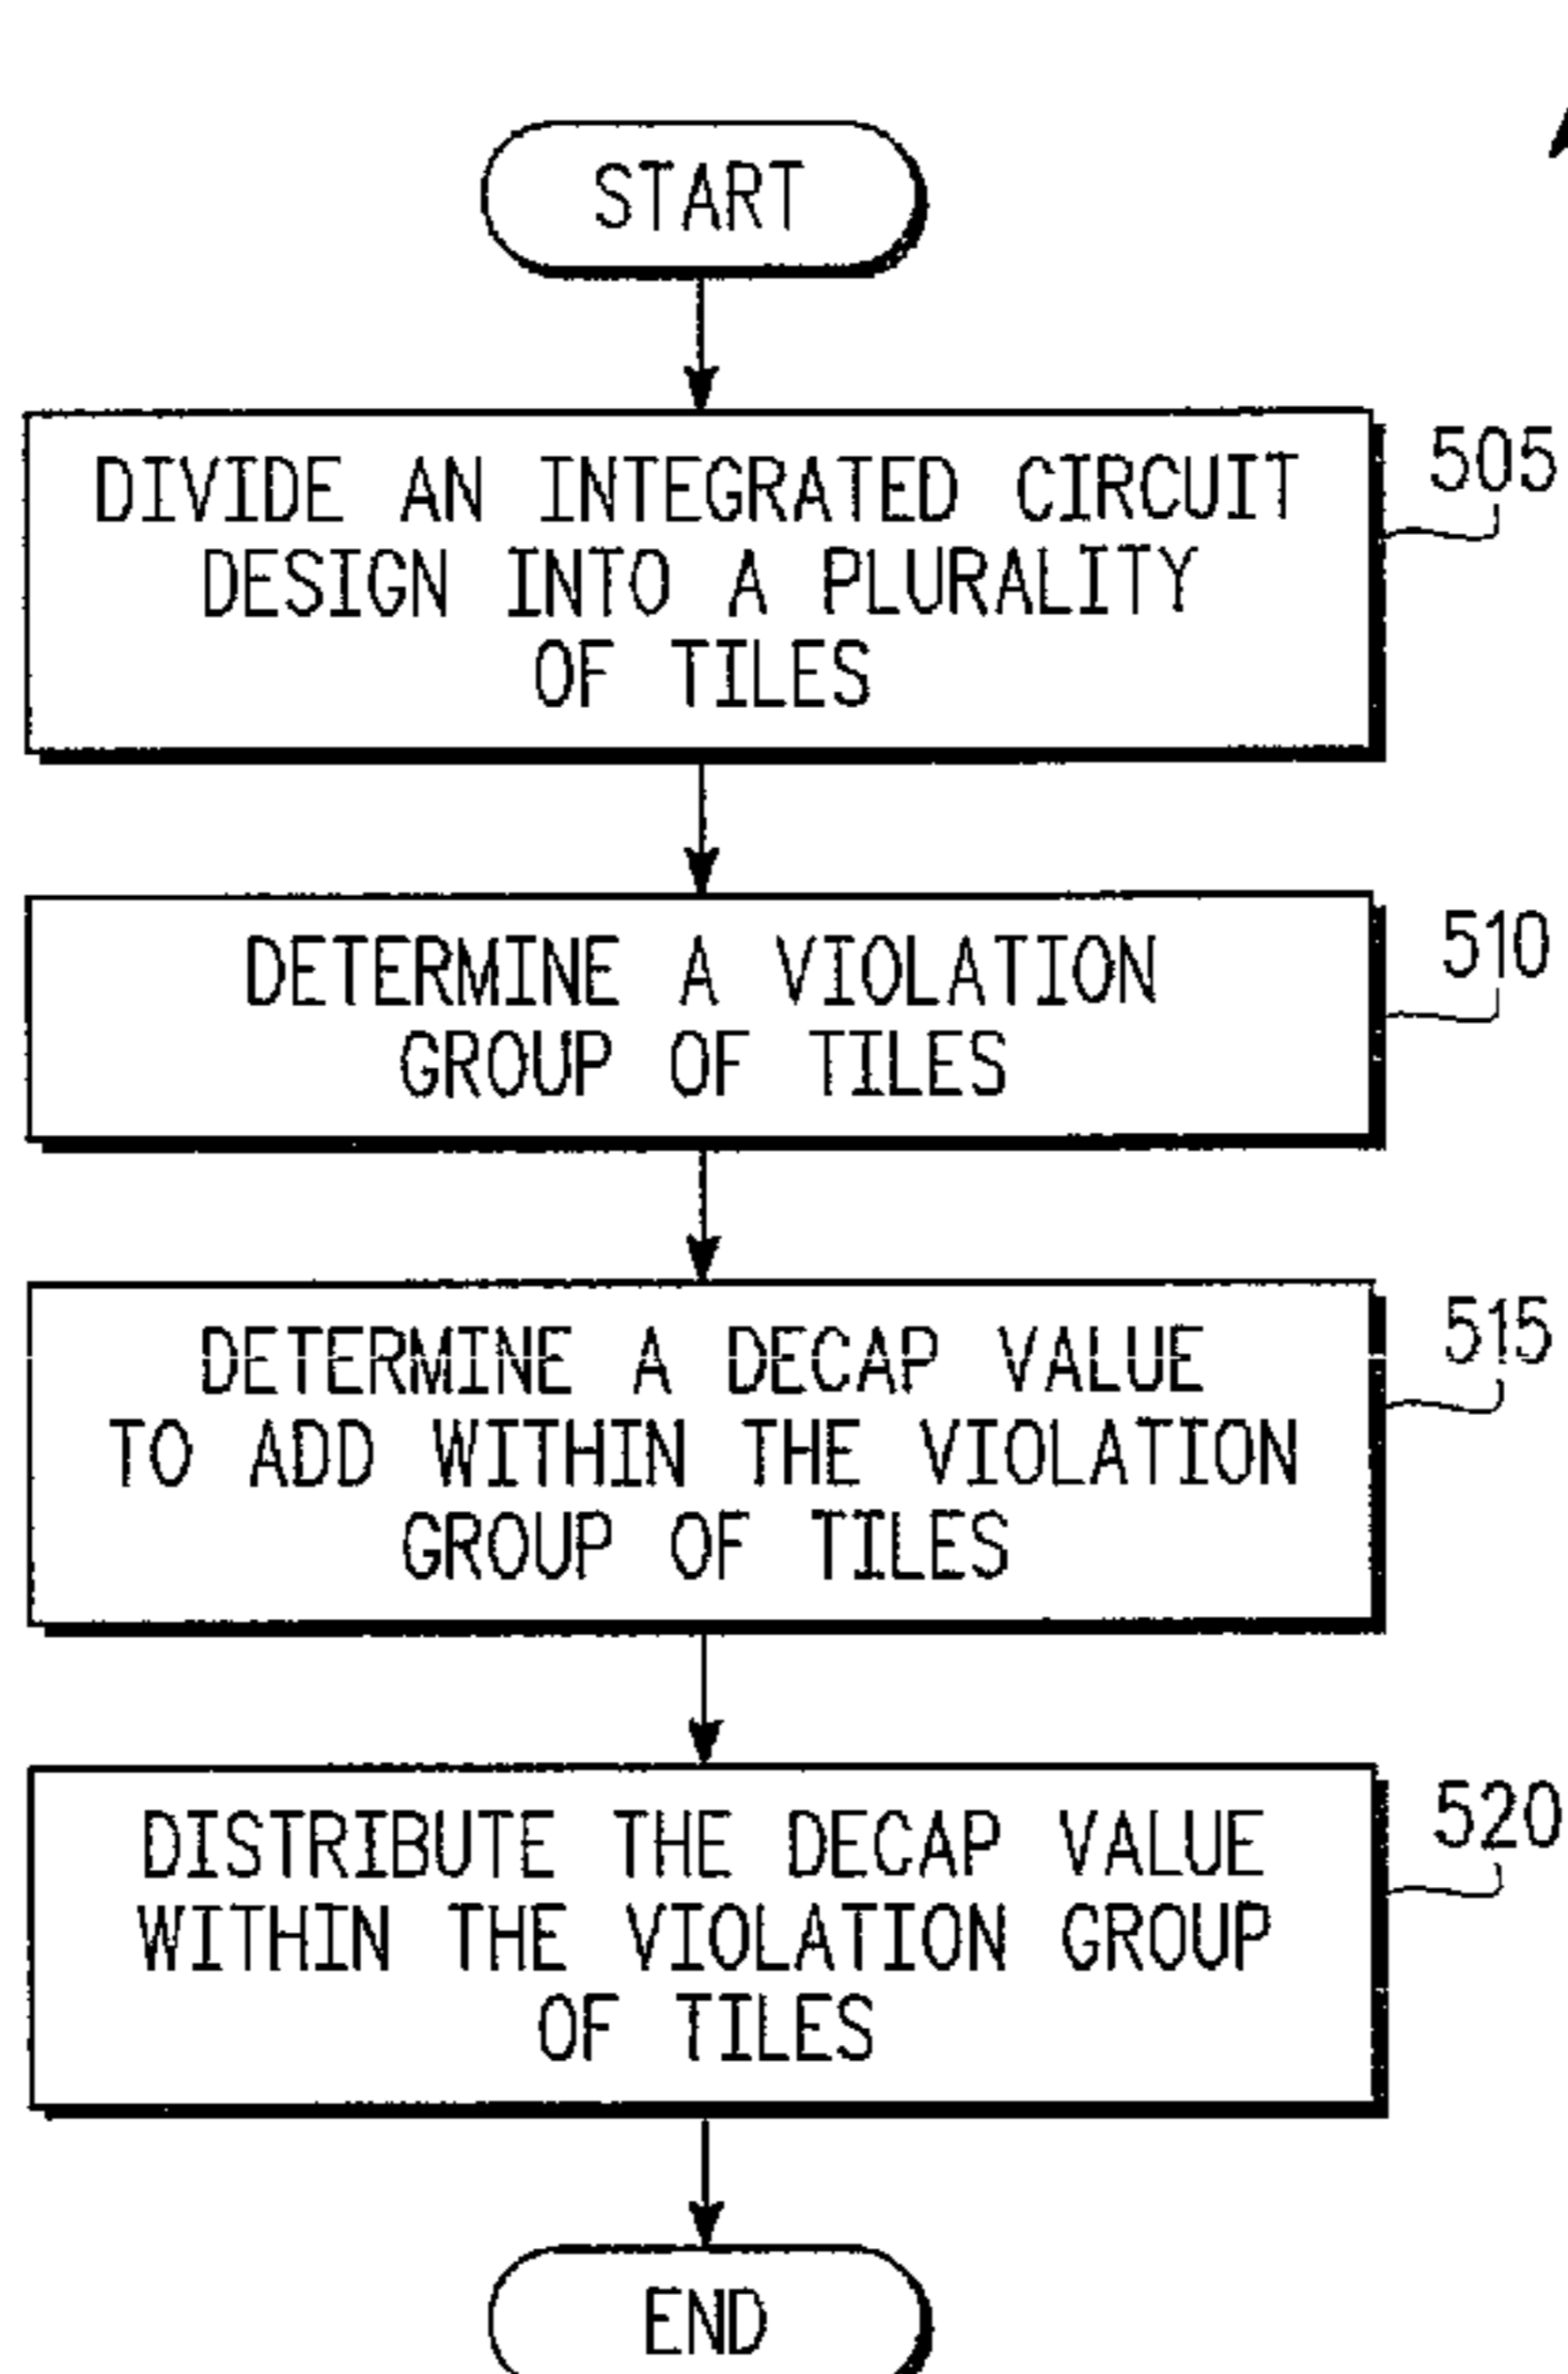 START
DIVIDE AN INTEGRATED CIRCUIT
DESIGN INTO A PLURALITY
OF TILES
505
DETERMINE A VIOLATION
GROUP OF TILES
510
DETERMINE A DECAP VALUE
TO ADD WITHIN THE VIOLATION
GROUP OF TILES
515
DISTRIBUTE THE DECAP VALUE
WITHIN THE VIOLATION GROUP
OF TILES
520
END